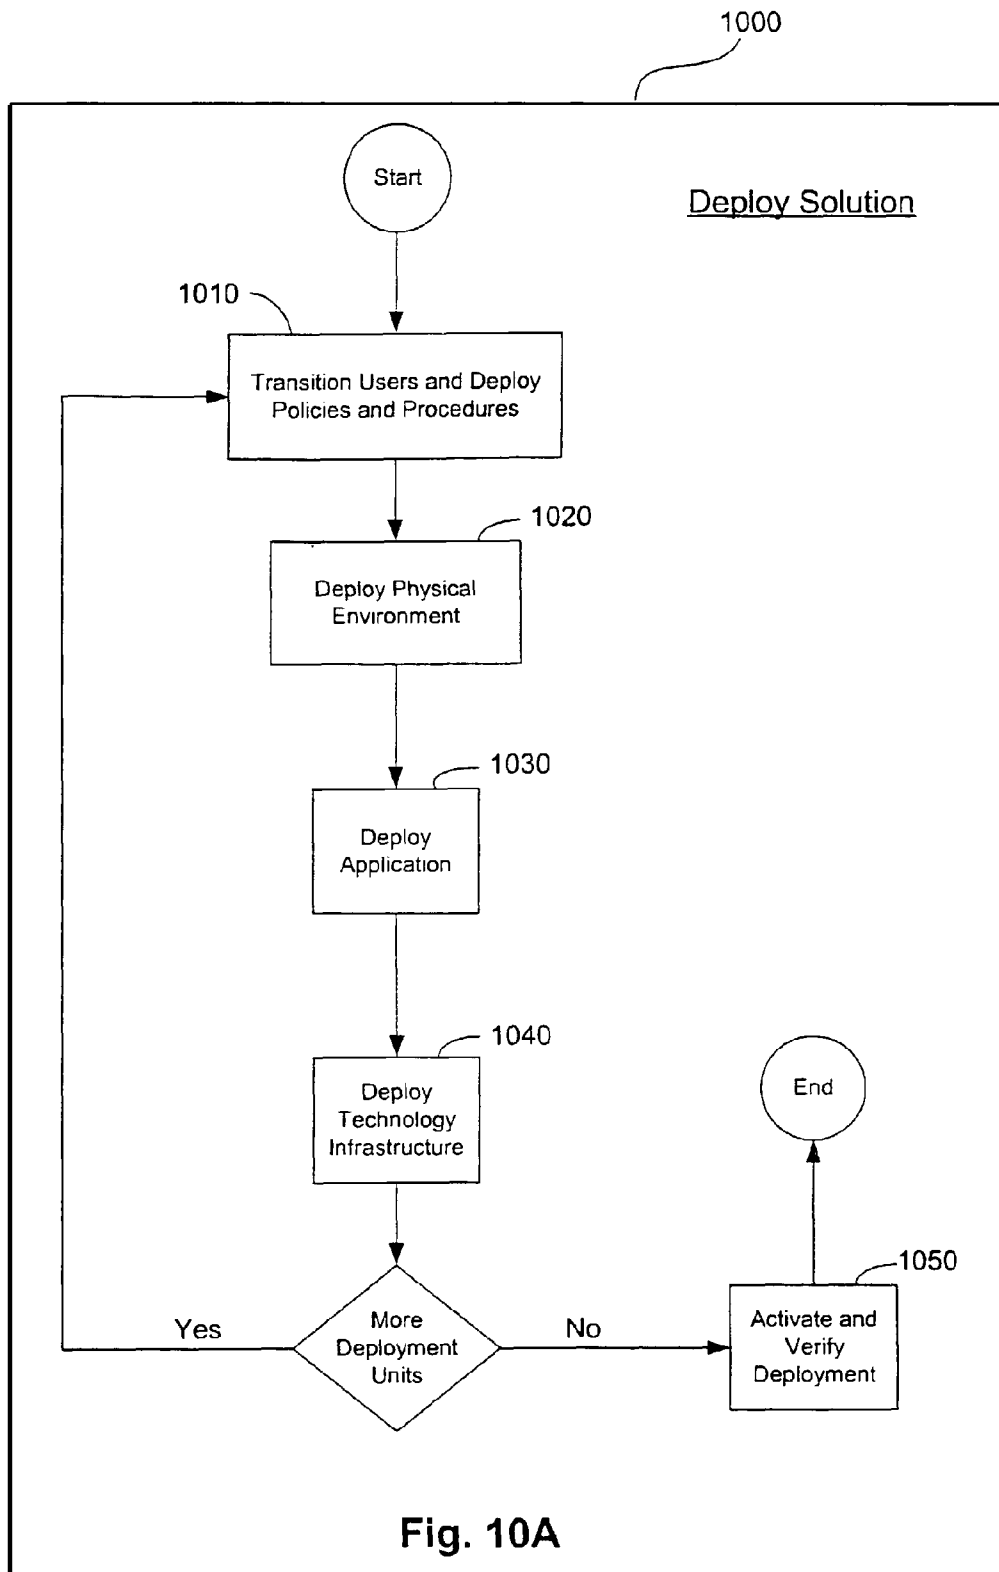 1000
Start
Deploy Solution
1010
Transition Users and Deploy
Policies and Procedures
1020
Deploy Physical
Environment
1030
Deploy
Application
1040
Deploy
Technology
Infrastructure
End
1050
Yes
More
Deployment
Units
No
Activate and
Verify
Deployment
Fig. 10A